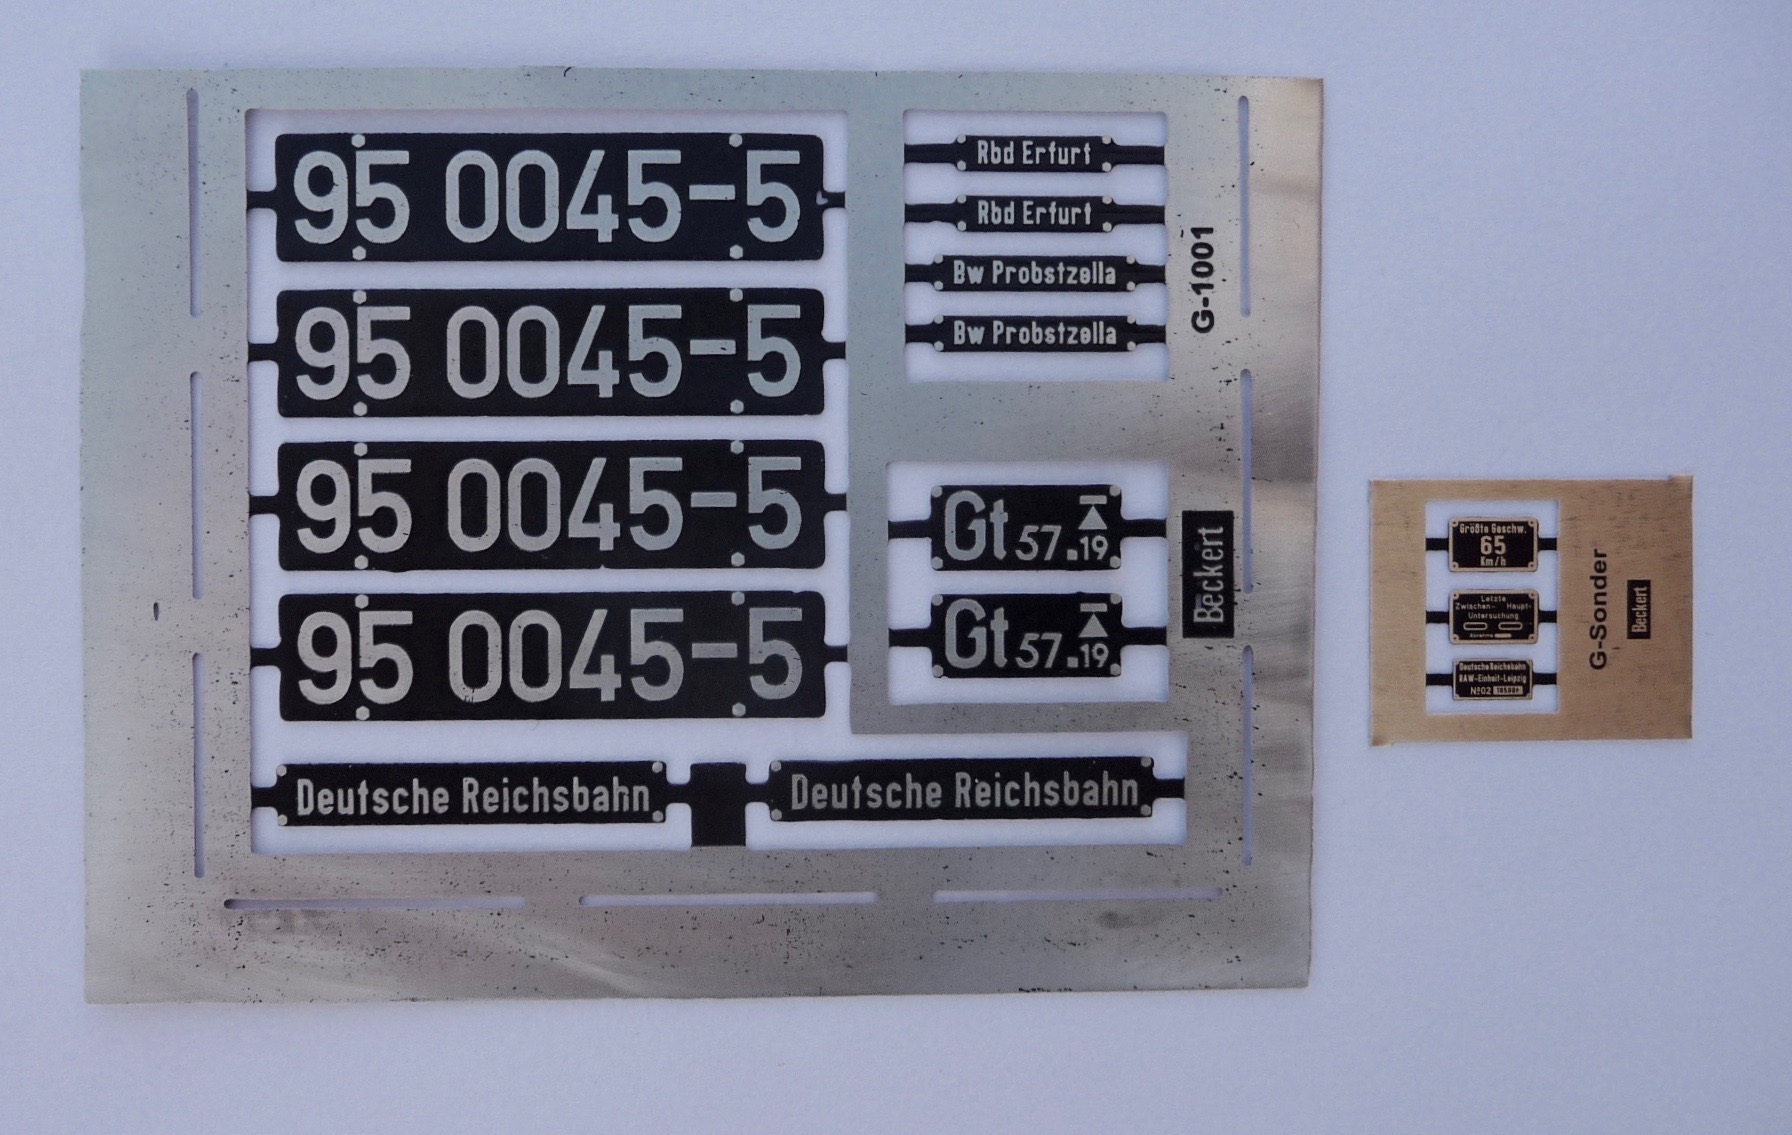 95 0045-5
95 0045-5
95 0045-5
95 0045-5
Deutsche Reichsbahn
Deutsche Reichsbahn
Rbd Erfurt
Rbd Erfurt
Bw Probstzella
Bw Probstzella
G-1001
Gt 57.19
Gt 57.19
Beckert
Größte Geschw.
65
Km/h
Letzte
Zwischen- Haupt-
Untersuchung
Deutsche Reichsbahn
RAW-Einheit-Leipzig
Nº02
G-Sonder
Beckert